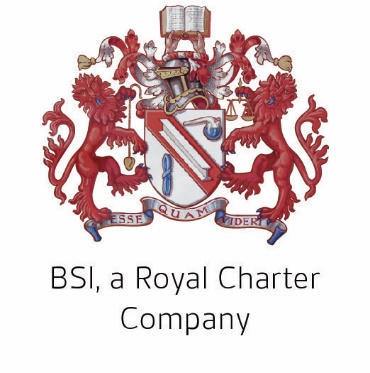 ESSE QUAM VIDERI
BSI, a Royal Charter
Company